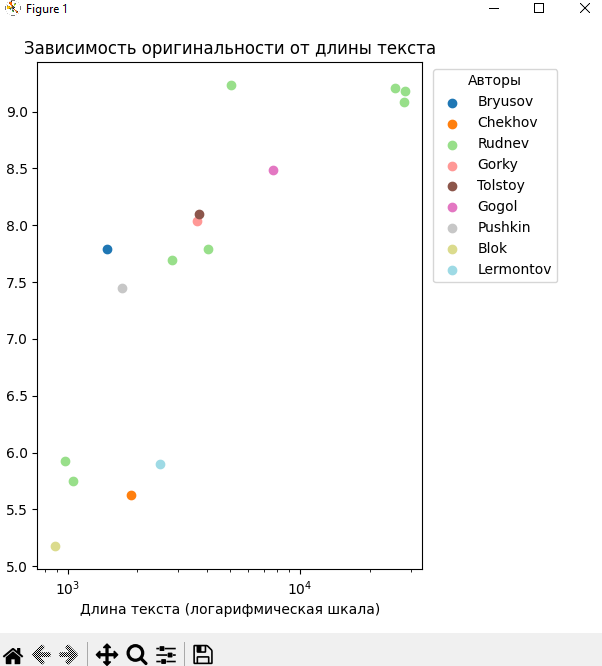 Figure 1
Зависимость оригинальности от длины текста
9.0
8.5
8.0
7.5
7.0
6.5
6.0
5.5
5.0
10³
10⁴
Длина текста (логарифмическая шкала)
Авторы
Bryusov
Chekhov
Rudnev
Gorky
Tolstoy
Gogol
Pushkin
Blok
Lermontov